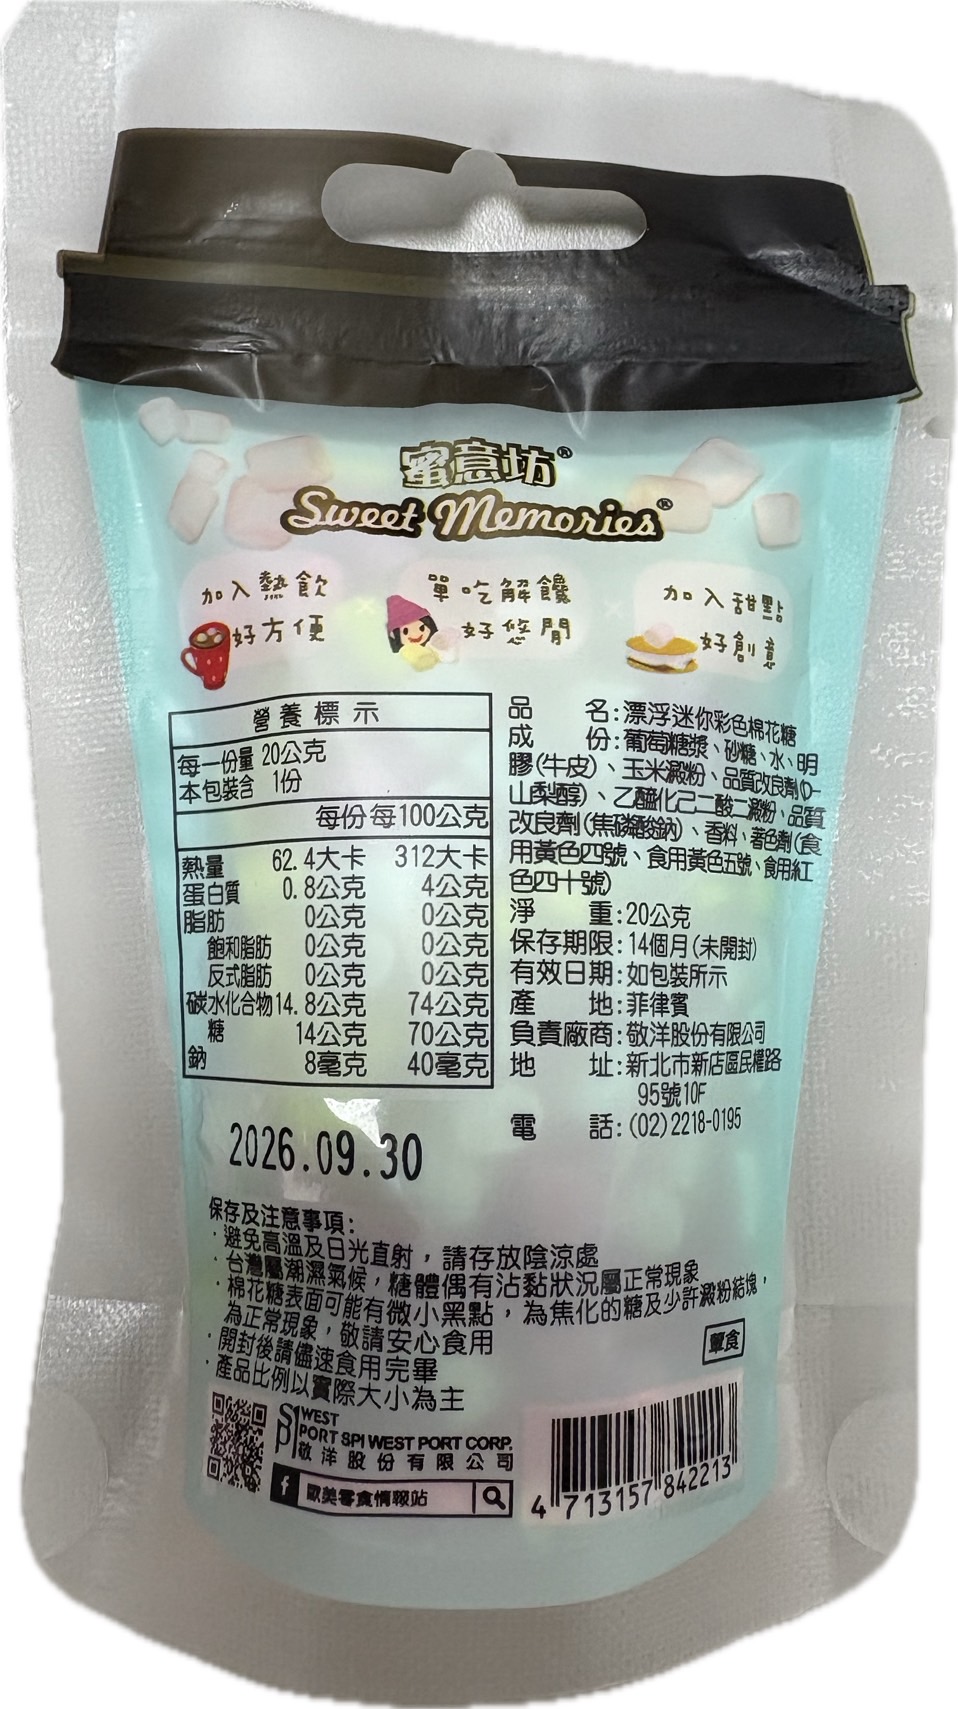 蜜意坊®
Sweet Memories®
加入熱飲
好方便
單吃解饞
好悠閒
加入甜點
好創意
營養標示
每一份量 20公克
本包裝含 1份
每份 每100公克
熱量 62.4大卡 312大卡
蛋白質 0.8公克 4公克
脂肪 0公克 0公克
飽和脂肪 0公克 0公克
反式脂肪 0公克 0公克
碳水化合物 14.8公克 74公克
糖 14公克 70公克
鈉 8毫克 40毫克
品名:漂浮迷你彩色棉花糖
成份:葡萄糖漿、砂糖、水、明
膠(牛皮)、玉米澱粉、品質改良劑(D-
山梨醇)、乙醯化己二酸二澱粉、品質
改良劑(焦磷酸鈉)、香料、著色劑(食
用黃色四號、食用黃色五號、食用紅
色四十號)
淨重:20公克
保存期限:14個月(未開封)
有效日期:如包裝所示
產地:菲律賓
負責廠商:敬洋股份有限公司
地址:新北市新店區民權路
95號10F
電話:(02)2218-0195
2026.09.30
保存及注意事項:
·避免高溫及日光直射，請存放陰涼處
·台灣屬潮濕氣候，糖體偶有沾黏狀況屬正常現象
·棉花糖表面可能有微小黑點，為焦化的糖及少許澱粉結塊，
為正常現象，敬請安心食用
·開封後請儘速食用完畢
·產品比例以實際大小為主
葷食
WEST
PORT SPI WEST PORT CORP.
敬洋股份有限公司
f 歐美零食情報站
4 713157 842213